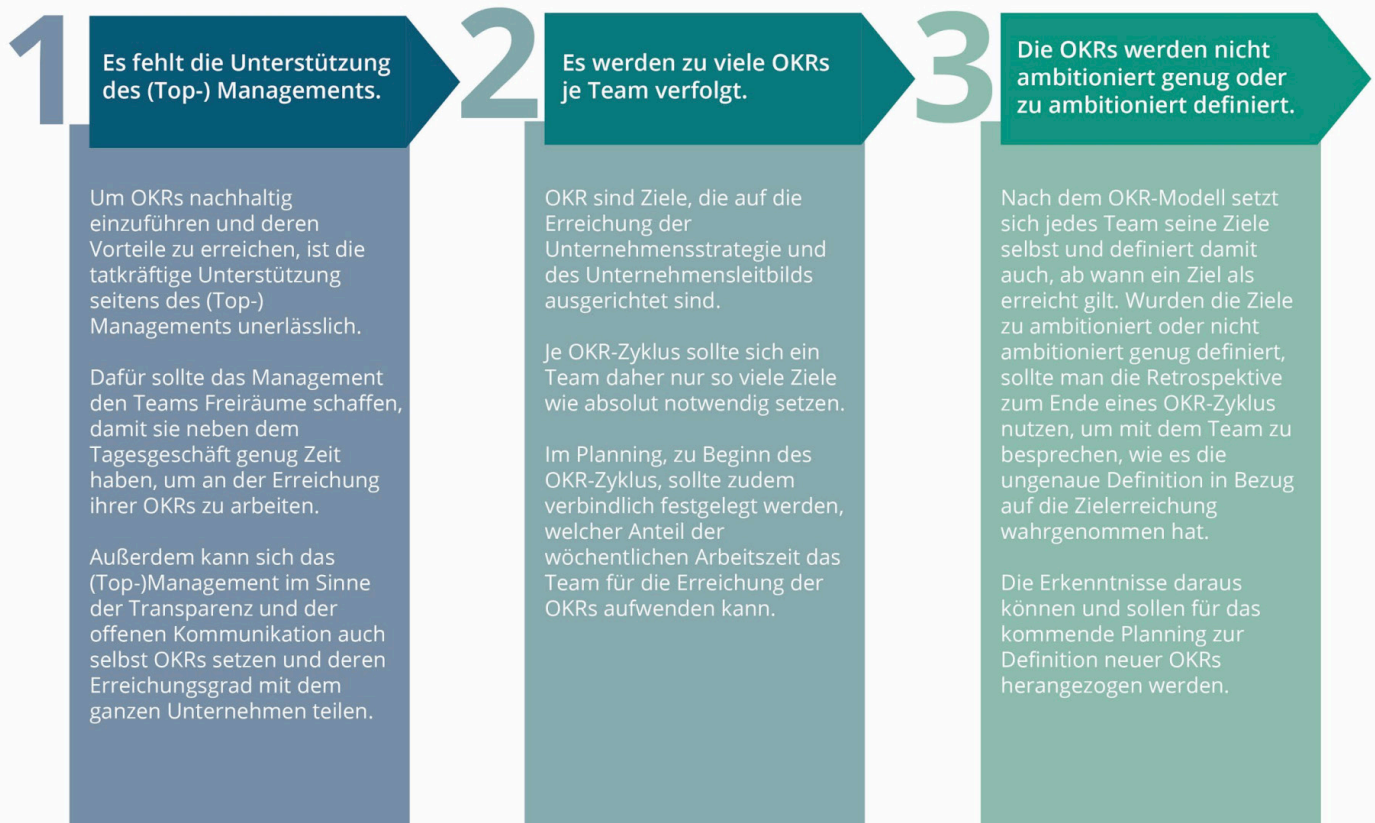 1
Es fehlt die Unterstützung
des (Top-) Managements.
Um OKRs nachhaltig
einzuführen und deren
Vorteile zu erreichen, ist die
tatkräftige Unterstützung
seitens des (Top-)
Managements unerlässlich.
Dafür sollte das Management
den Teams Freiräume schaffen,
damit sie neben dem
Tagesgeschäft genug Zeit
haben, um an der Erreichung
ihrer OKRs zu arbeiten.
Außerdem kann sich das
(Top-)Management im Sinne
der Transparenz und der
offenen Kommunikation auch
selbst OKRs setzen und deren
Erreichungsgrad mit dem
ganzen Unternehmen teilen.
2
Es werden zu viele OKRs
je Team verfolgt.
OKR sind Ziele, die auf die
Erreichung der
Unternehmensstrategie und
des Unternehmensleitbilds
ausgerichtet sind.
Je OKR-Zyklus sollte sich ein
Team daher nur so viele Ziele
wie absolut notwendig setzen.
Im Planning, zu Beginn des
OKR-Zyklus, sollte zudem
verbindlich festgelegt werden,
welcher Anteil der
wöchentlichen Arbeitszeit das
Team für die Erreichung der
OKRs aufwenden kann.
3
Die OKRs werden nicht
ambitioniert genug oder
zu ambitioniert definiert.
Nach dem OKR-Modell setzt
sich jedes Team seine Ziele
selbst und definiert damit
auch, ab wann ein Ziel als
erreicht gilt. Wurden die Ziele
zu ambitioniert oder nicht
ambitioniert genug definiert,
sollte man die Retrospektive
zum Ende eines OKR-Zyklus
nutzen, um mit dem Team zu
besprechen, wie es die
ungenaue Definition in Bezug
auf die Zielerreichung
wahrgenommen hat.
Die Erkenntnisse daraus
können und sollen für das
kommende Planning zur
Definition neuer OKRs
herangezogen werden.